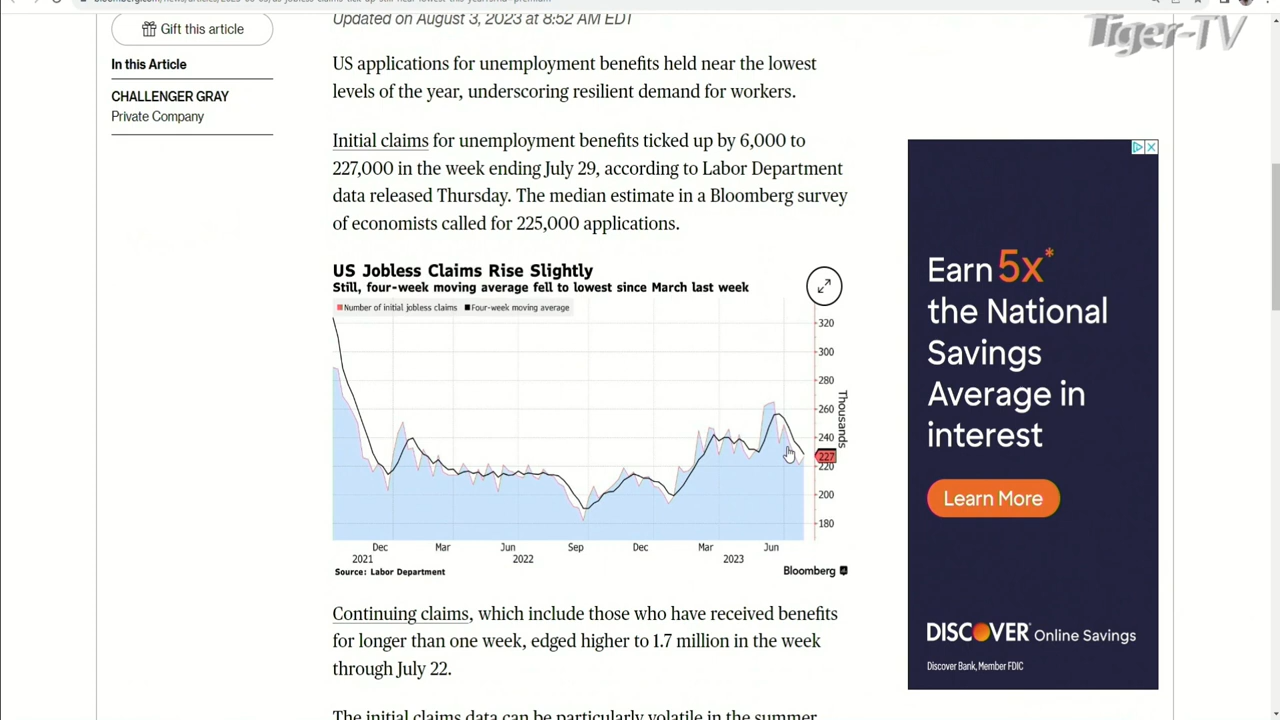 Tiger-TV
Updated on August 3, 2023 at 8:52 AM EDT
Gift this article
In this Article
CHALLENGER GRAY
Private Company
US applications for unemployment benefits held near the lowest
levels of the year, underscoring resilient demand for workers.
Initial claims for unemployment benefits ticked up by 6,000 to
227,000 in the week ending July 29, according to Labor Department
data released Thursday. The median estimate in a Bloomberg survey
of economists called for 225,000 applications.
US Jobless Claims Rise Slightly
Still, four-week moving average fell to lowest since March last week
Number of initial jobless claims Four-week moving average
320
300
280
260
240
227
220
200
180
Thousands
Dec Mar Jun Sep Dec Mar Jun
2021 2022 2023
Source: Labor Department
Bloomberg
Continuing claims, which include those who have received benefits
for longer than one week, edged higher to 1.7 million in the week
through July 22.
The initial claims data can be particularly volatile in the summer
Earn 5x*
the National
Savings
Average in
interest
Learn More
DISCOVER Online Savings
Discover Bank, Member FDIC